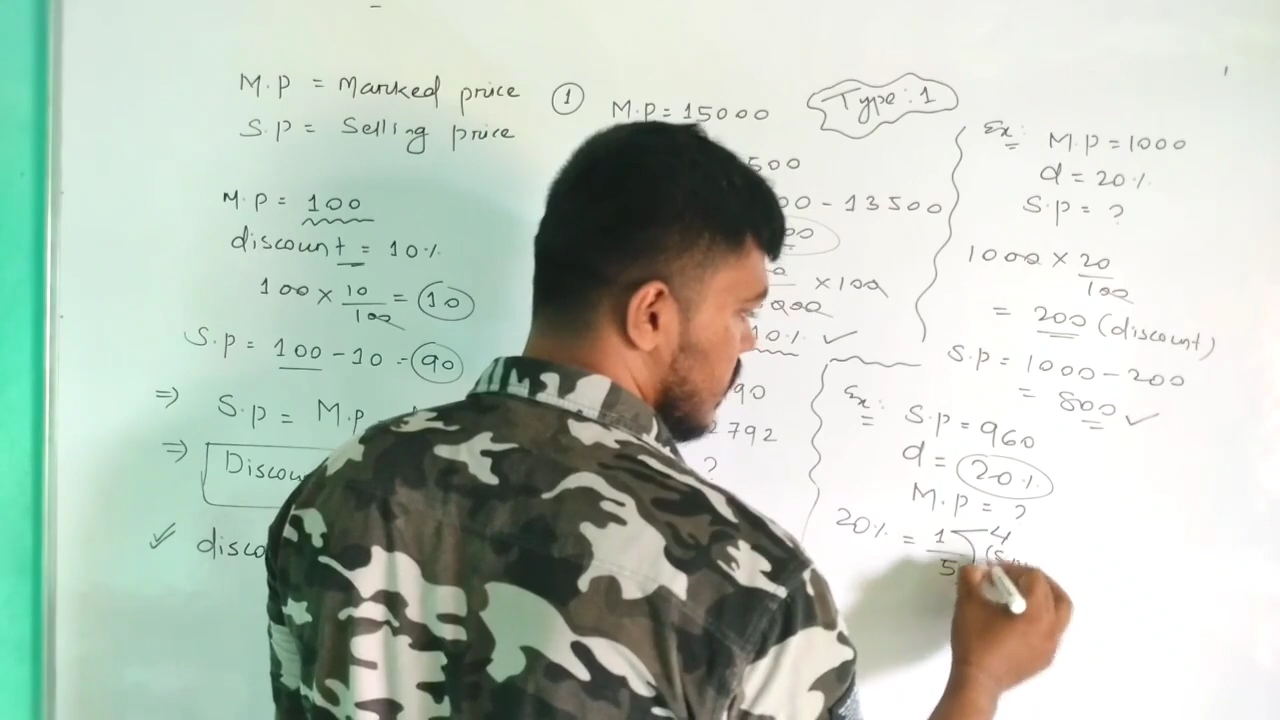 M.P = Marked price
S.P = Selling price
M.P = 100
discount = 10%
100 × 10/100 = 10
S.P = 100 - 10 = 90
⇒ S.P = M.P
⇒
✓
① M.P = 15000
500
00 - 13500
00
× 100
000
10% ✓
90
2792
?
Type : 1
Ex : M.P = 1000
d = 20%
S.P = ?
1000 × 20/100
= 200 (discount)
S.P = 1000 - 200
= 800 ✓
Ex : S.P = 960
d = 20%
M.P = ?
20% = 1/5 4